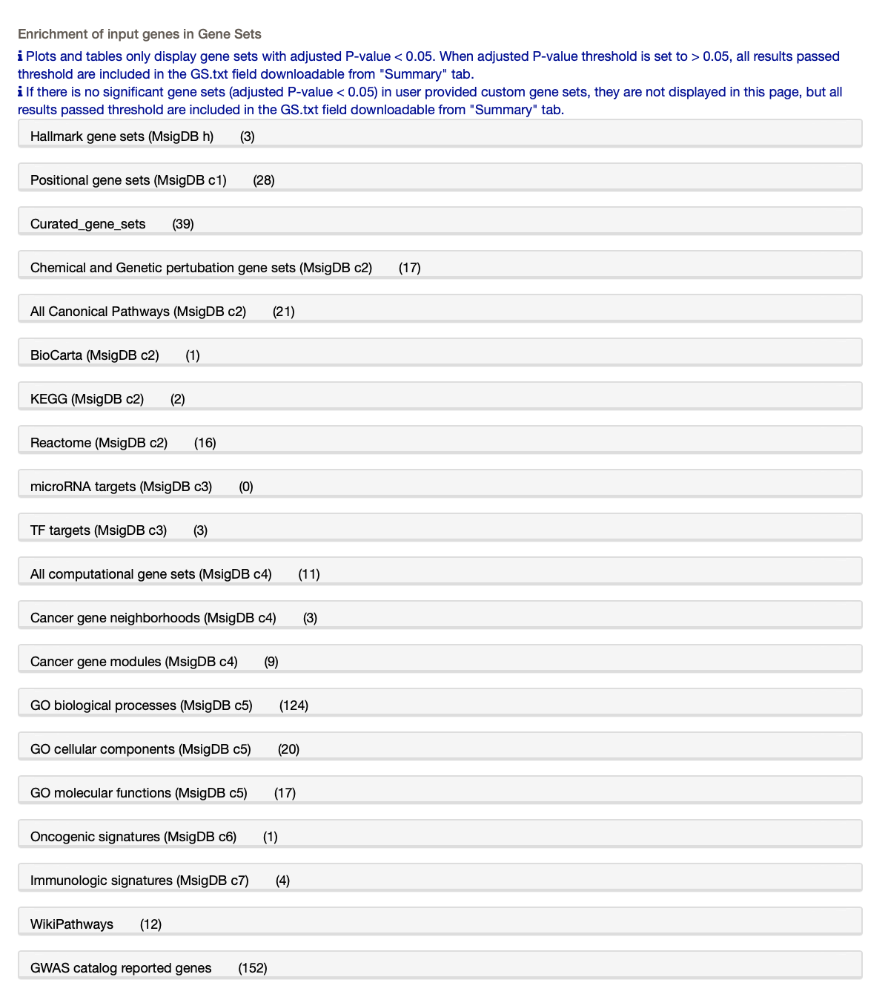 Enrichment of input genes in Gene Sets
i Plots and tables only display gene sets with adjusted P-value < 0.05. When adjusted P-value threshold is set to > 0.05, all results passed
threshold are included in the GS.txt field downloadable from "Summary" tab.
i If there is no significant gene sets (adjusted P-value < 0.05) in user provided custom gene sets, they are not displayed in this page, but all
results passed threshold are included in the GS.txt field downloadable from "Summary" tab.
Hallmark gene sets (MsigDB h) (3)
Positional gene sets (MsigDB c1) (28)
Curated_gene_sets (39)
Chemical and Genetic pertubation gene sets (MsigDB c2) (17)
All Canonical Pathways (MsigDB c2) (21)
BioCarta (MsigDB c2) (1)
KEGG (MsigDB c2) (2)
Reactome (MsigDB c2) (16)
microRNA targets (MsigDB c3) (0)
TF targets (MsigDB c3) (3)
All computational gene sets (MsigDB c4) (11)
Cancer gene neighborhoods (MsigDB c4) (3)
Cancer gene modules (MsigDB c4) (9)
GO biological processes (MsigDB c5) (124)
GO cellular components (MsigDB c5) (20)
GO molecular functions (MsigDB c5) (17)
Oncogenic signatures (MsigDB c6) (1)
Immunologic signatures (MsigDB c7) (4)
WikiPathways (12)
GWAS catalog reported genes (152)